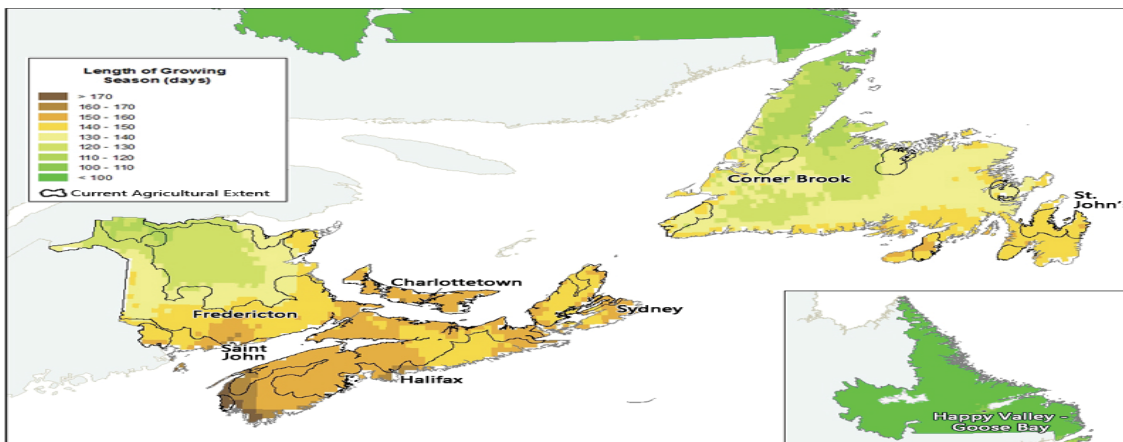 Length of Growing
Season (days)
> 170
160 - 170
150 - 160
140 - 150
130 - 140
120 - 130
110 - 120
100 - 110
< 100
Current Agricultural Extent
Corner Brook
St.
John's
Charlottetown
Sydney
Fredericton
Saint
John
Halifax
Happy Valley -
Goose Bay